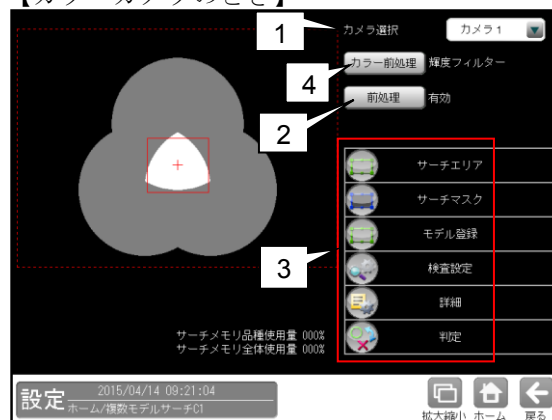 【カラーカメラのとき】
1
カメラ選択
カメラ1
4
カラー前処理
輝度フィルター
2
前処理
有効
3
サーチエリア
サーチマスク
モデル登録
検査設定
詳細
判定
サーチメモリ品種使用量 000%
サーチメモリ全体使用量 000%
設定
2015/04/14 09:21:04
ホーム/複数モデルサーチC1
拡大縮小
ホーム
戻る